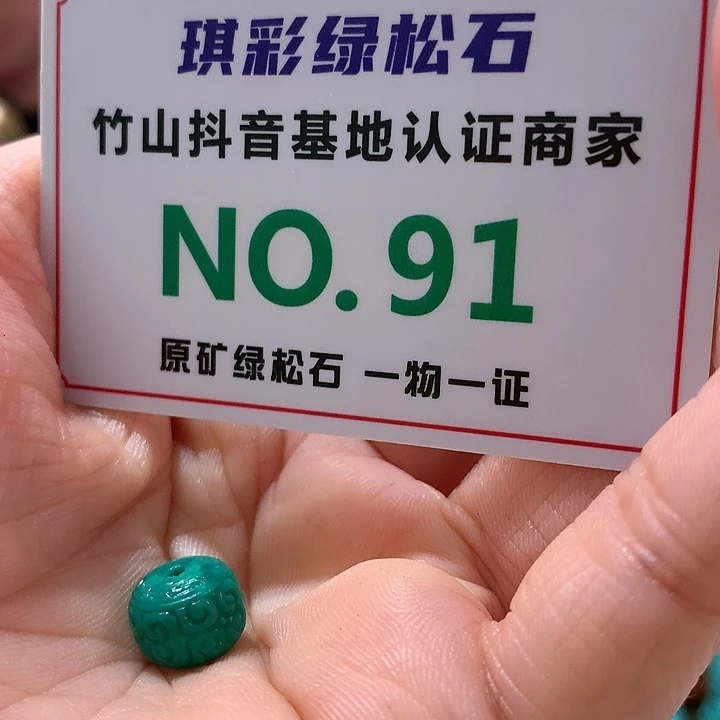 琪彩绿松石
竹山抖音基地认证商家
NO.91
原矿绿松石 一物一证